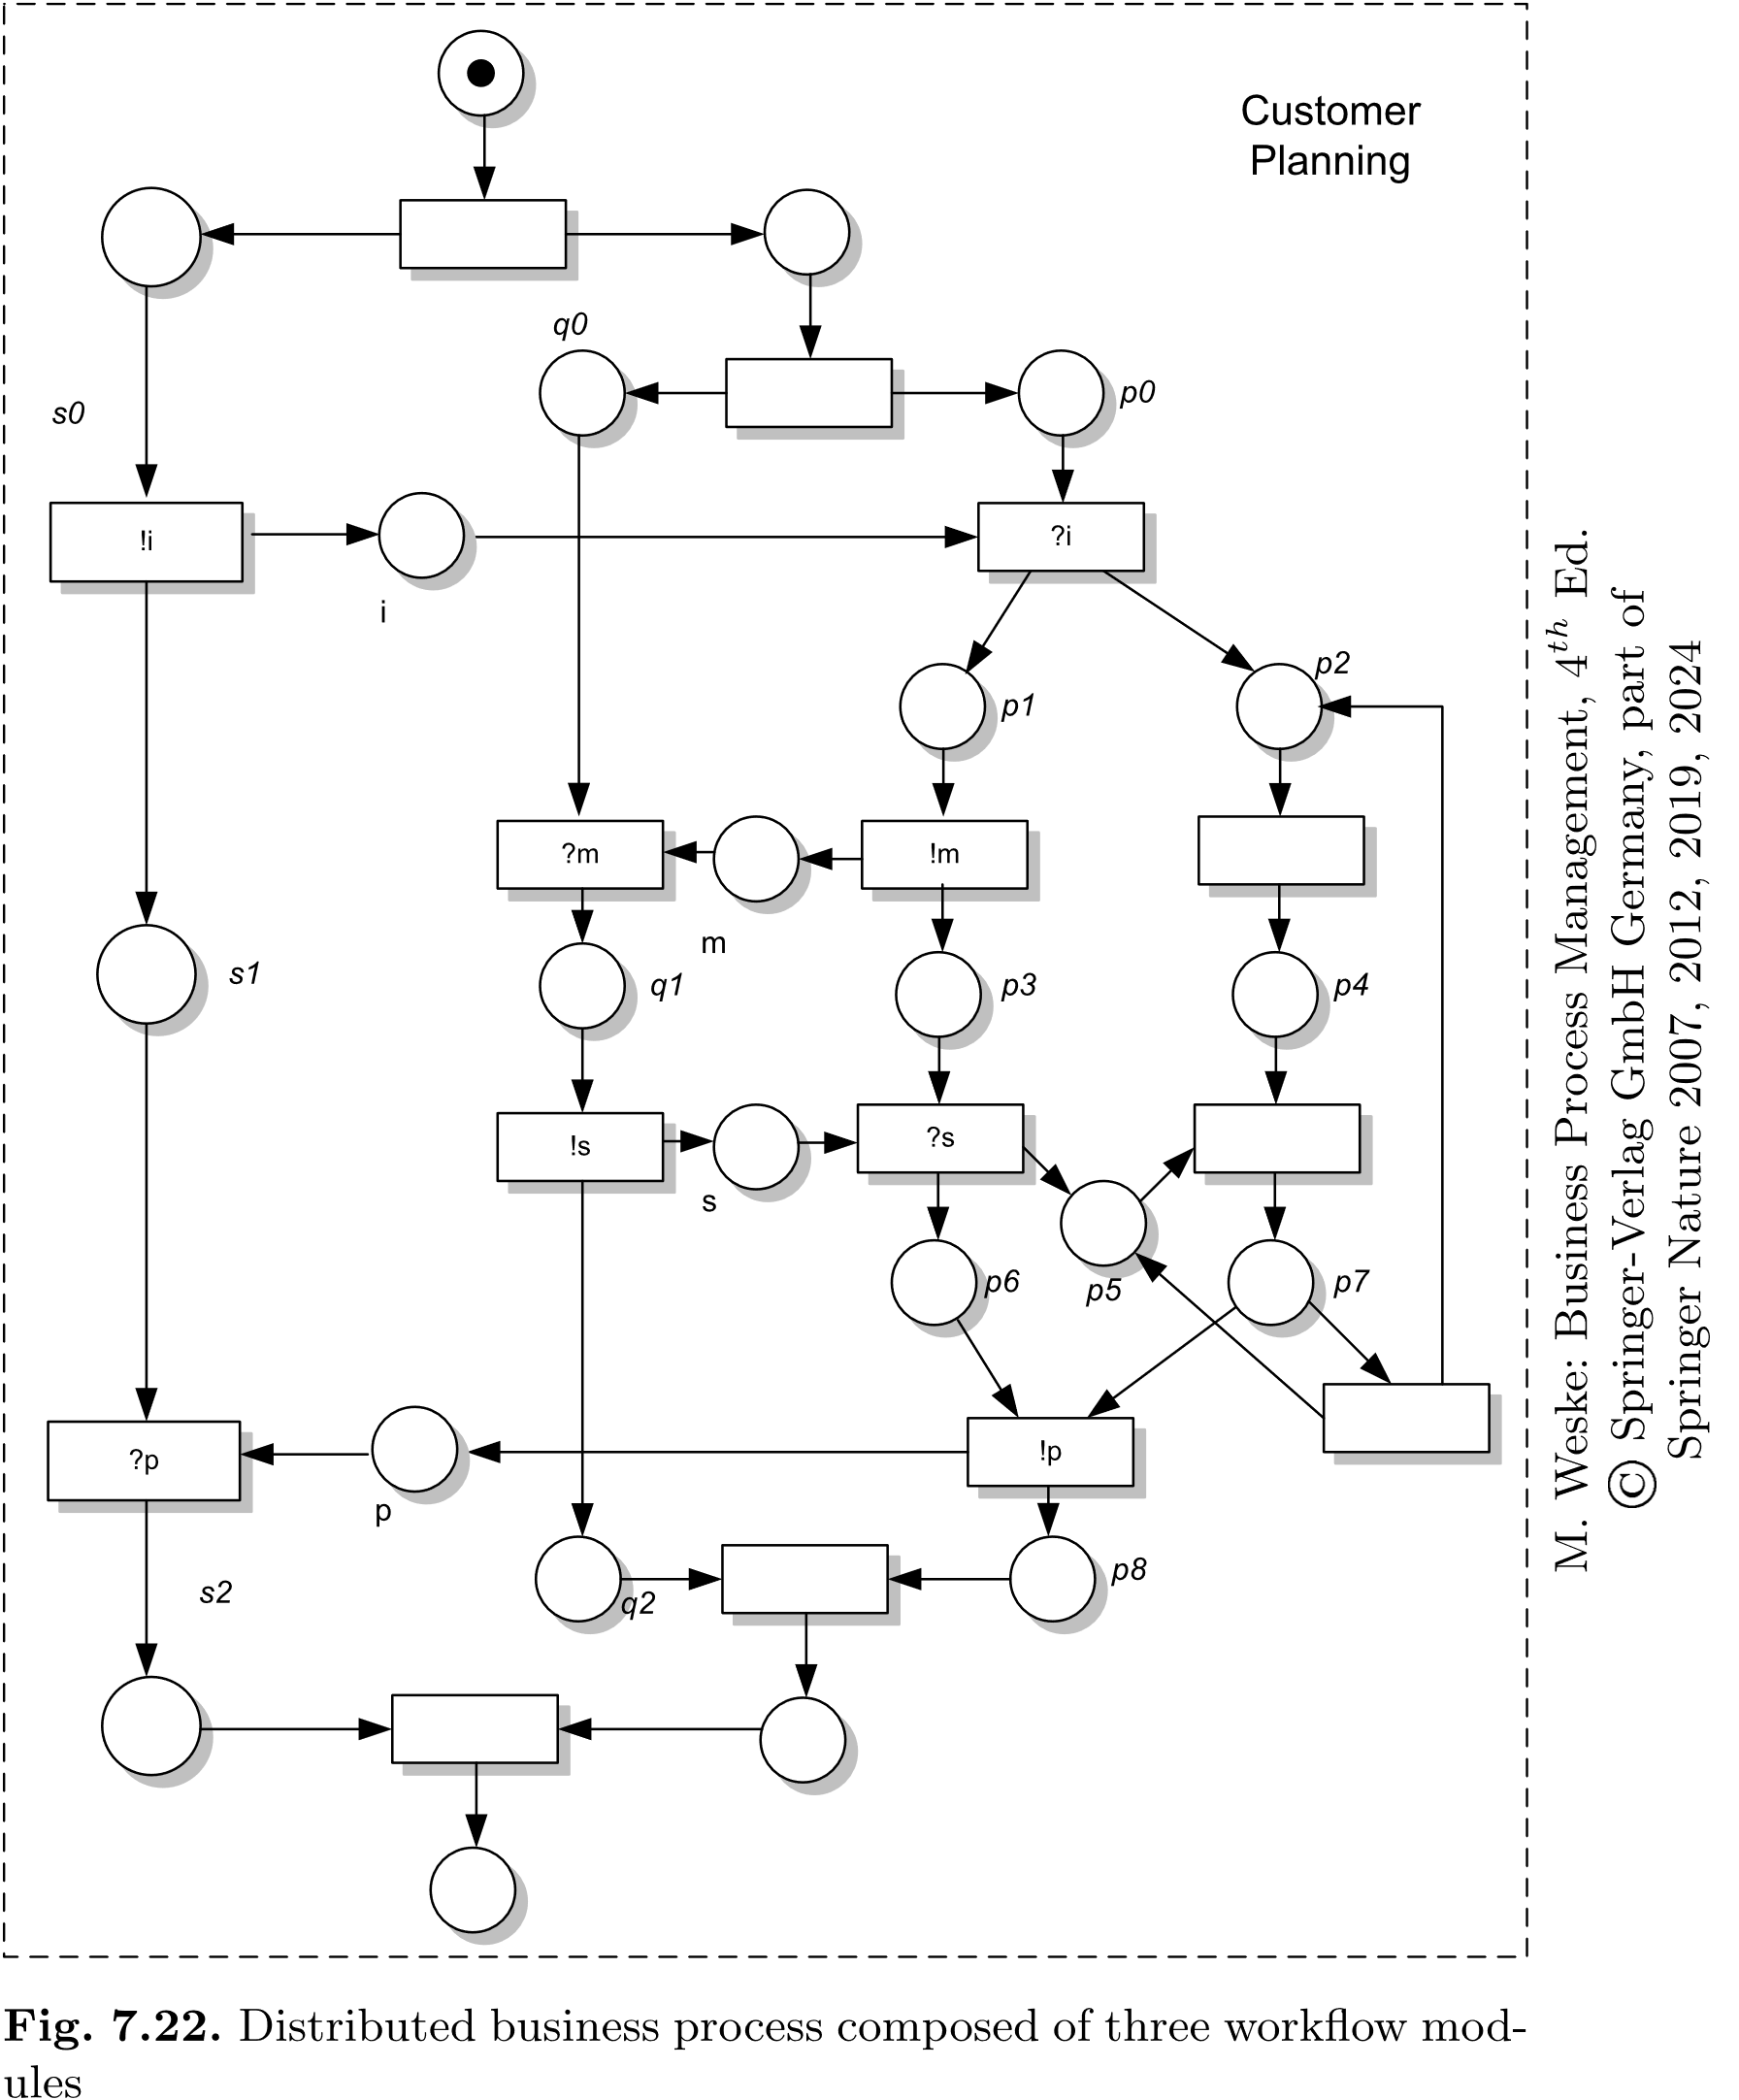 Customer
Planning
q0
p0
s0
!i
?i
i
p2
p1
?m
!m
m
s1
q1
p3
p4
!s
?s
s
p6
p5
p7
?p
!p
p
p8
s2
q2
M. Weske: Business Process Management, 4th Ed.
© Springer-Verlag GmbH Germany, part of
Springer Nature 2007, 2012, 2019, 2024
Fig. 7.22. Distributed business process composed of three workflow mod-
ules